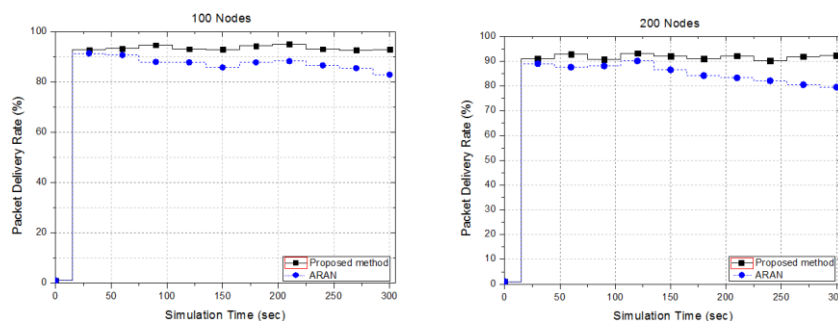 100 Nodes
100
80
60
40
20
0
Packet Delivery Rate (%)
Proposed method
ARAN
0 50 100 150 200 250 300
Simulation Time (sec)
200 Nodes
100
90
80
70
60
50
40
30
20
10
0
Packet Delivery Rate (%)
Proposed method
ARAN
0 50 100 150 200 250 300
Simulation Time (sec)